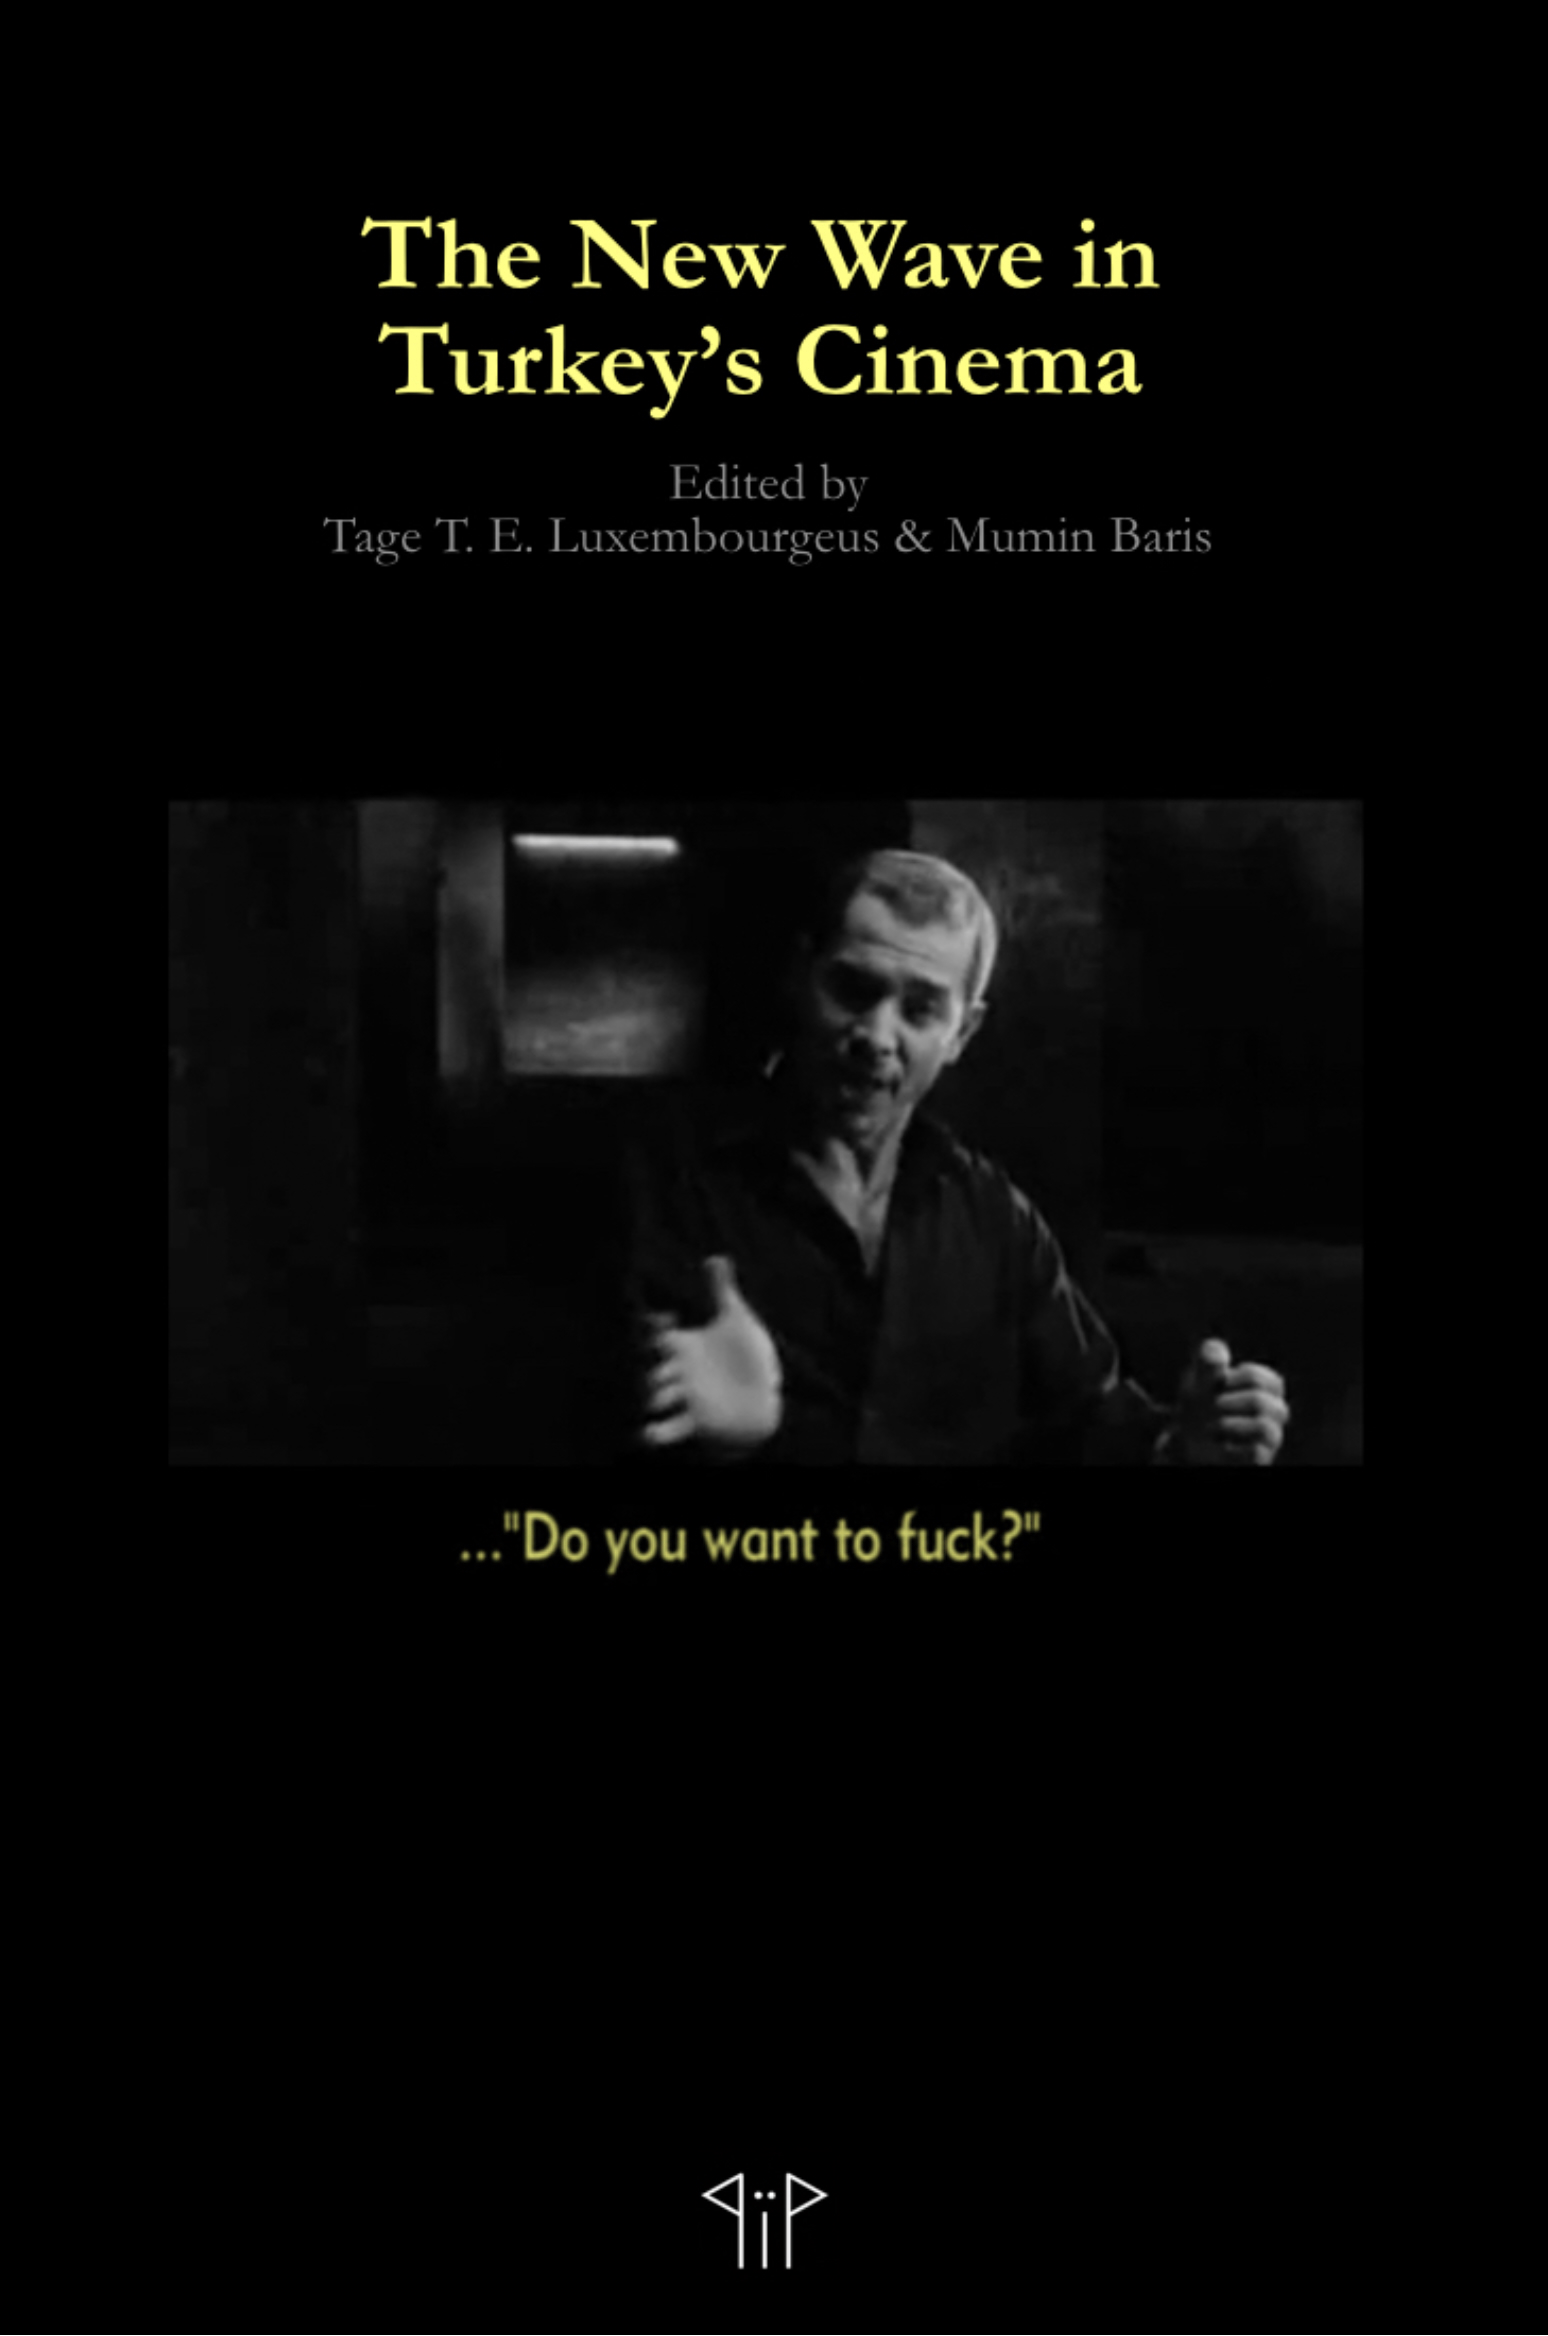 The New Wave in
Turkey’s Cinema
Edited by
Tage T. E. Luxembourgeus & Mumin Baris
..."Do you want to fuck?"